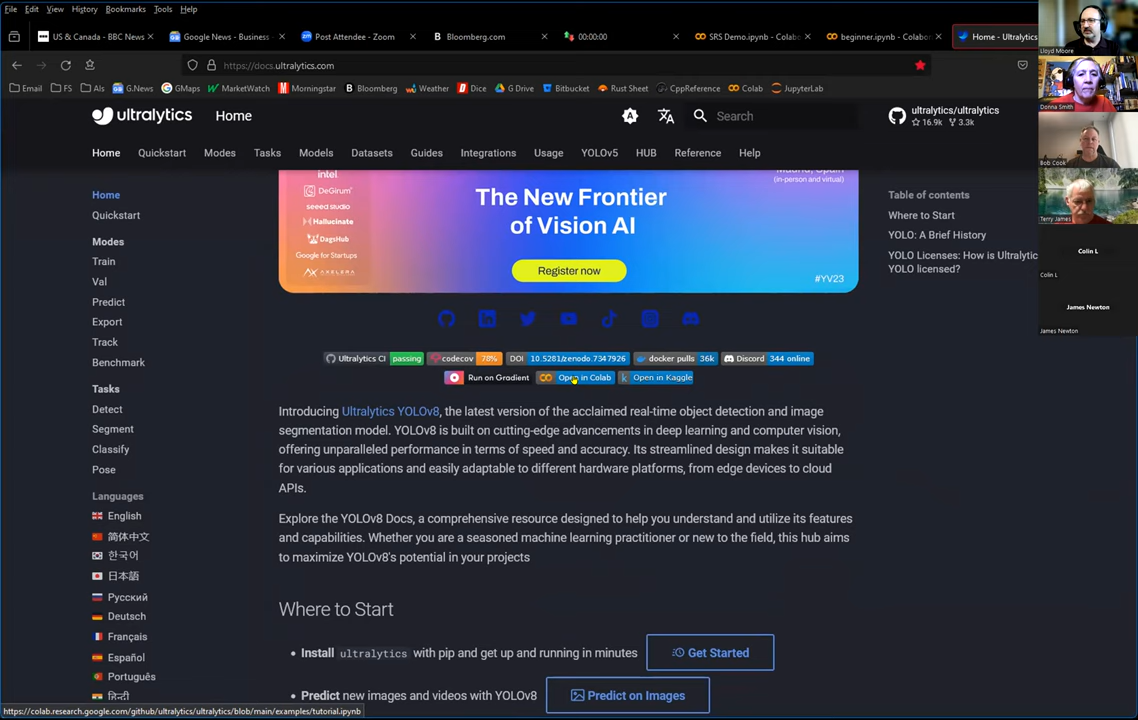 File Edit View History Bookmarks Tools Help
US & Canada - BBC News
Google News - Business
Post Attendee - Zoom
Bloomberg.com
00:00:00
SRS Demo.ipynb - Colabo
beginner.ipynb - Colabor
Home - Ultralytics
https://docs.ultralytics.com
Email FS Als G.News GMaps MarketWatch Morningstar Bloomberg Weather Dice G Drive Bitbucket Rust Sheet CppReference Colab JupyterLab
ultralytics Home
Search
ultralytics/ultralytics
16.9k 3.3k
Home Quickstart Modes Tasks Models Datasets Guides Integrations Usage YOLOv5 HUB Reference Help
Home
Quickstart
Modes
Train
Val
Predict
Export
Track
Benchmark
Tasks
Detect
Segment
Classify
Pose
Languages
English
简体中文
한국어
日本語
Русский
Deutsch
Français
Español
Português
हिन्दी
intel
DeGirum
seeed studio
Hailucinate
DagsHub
Google for Startups
AXELERA
The New Frontier
of Vision AI
Register now
Madrid, Spain
(in-person and virtual)
#YV23
Ultralytics CI passing codecov 78% DOI 10.5281/zenodo.7347926 docker pulls 36k Discord 344 online
Run on Gradient Open in Colab Open in Kaggle
Introducing Ultralytics YOLOv8, the latest version of the acclaimed real-time object detection and image
segmentation model. YOLOv8 is built on cutting-edge advancements in deep learning and computer vision,
offering unparalleled performance in terms of speed and accuracy. Its streamlined design makes it suitable
for various applications and easily adaptable to different hardware platforms, from edge devices to cloud
APIs.
Explore the YOLOv8 Docs, a comprehensive resource designed to help you understand and utilize its features
and capabilities. Whether you are a seasoned machine learning practitioner or new to the field, this hub aims
to maximize YOLOv8's potential in your projects
Where to Start
Install ultralytics with pip and get up and running in minutes Get Started
Predict new images and videos with YOLOv8 Predict on Images
Table of contents
Where to Start
YOLO: A Brief History
YOLO Licenses: How is Ultralytic
YOLO licensed?
Lloyd Moore
Donna Smith
Bob Cook
Terry James
Colin L
Colin L
James Newton
James Newton
https://colab.research.google.com/github/ultralytics/ultralytics/blob/main/examples/tutorial.ipynb